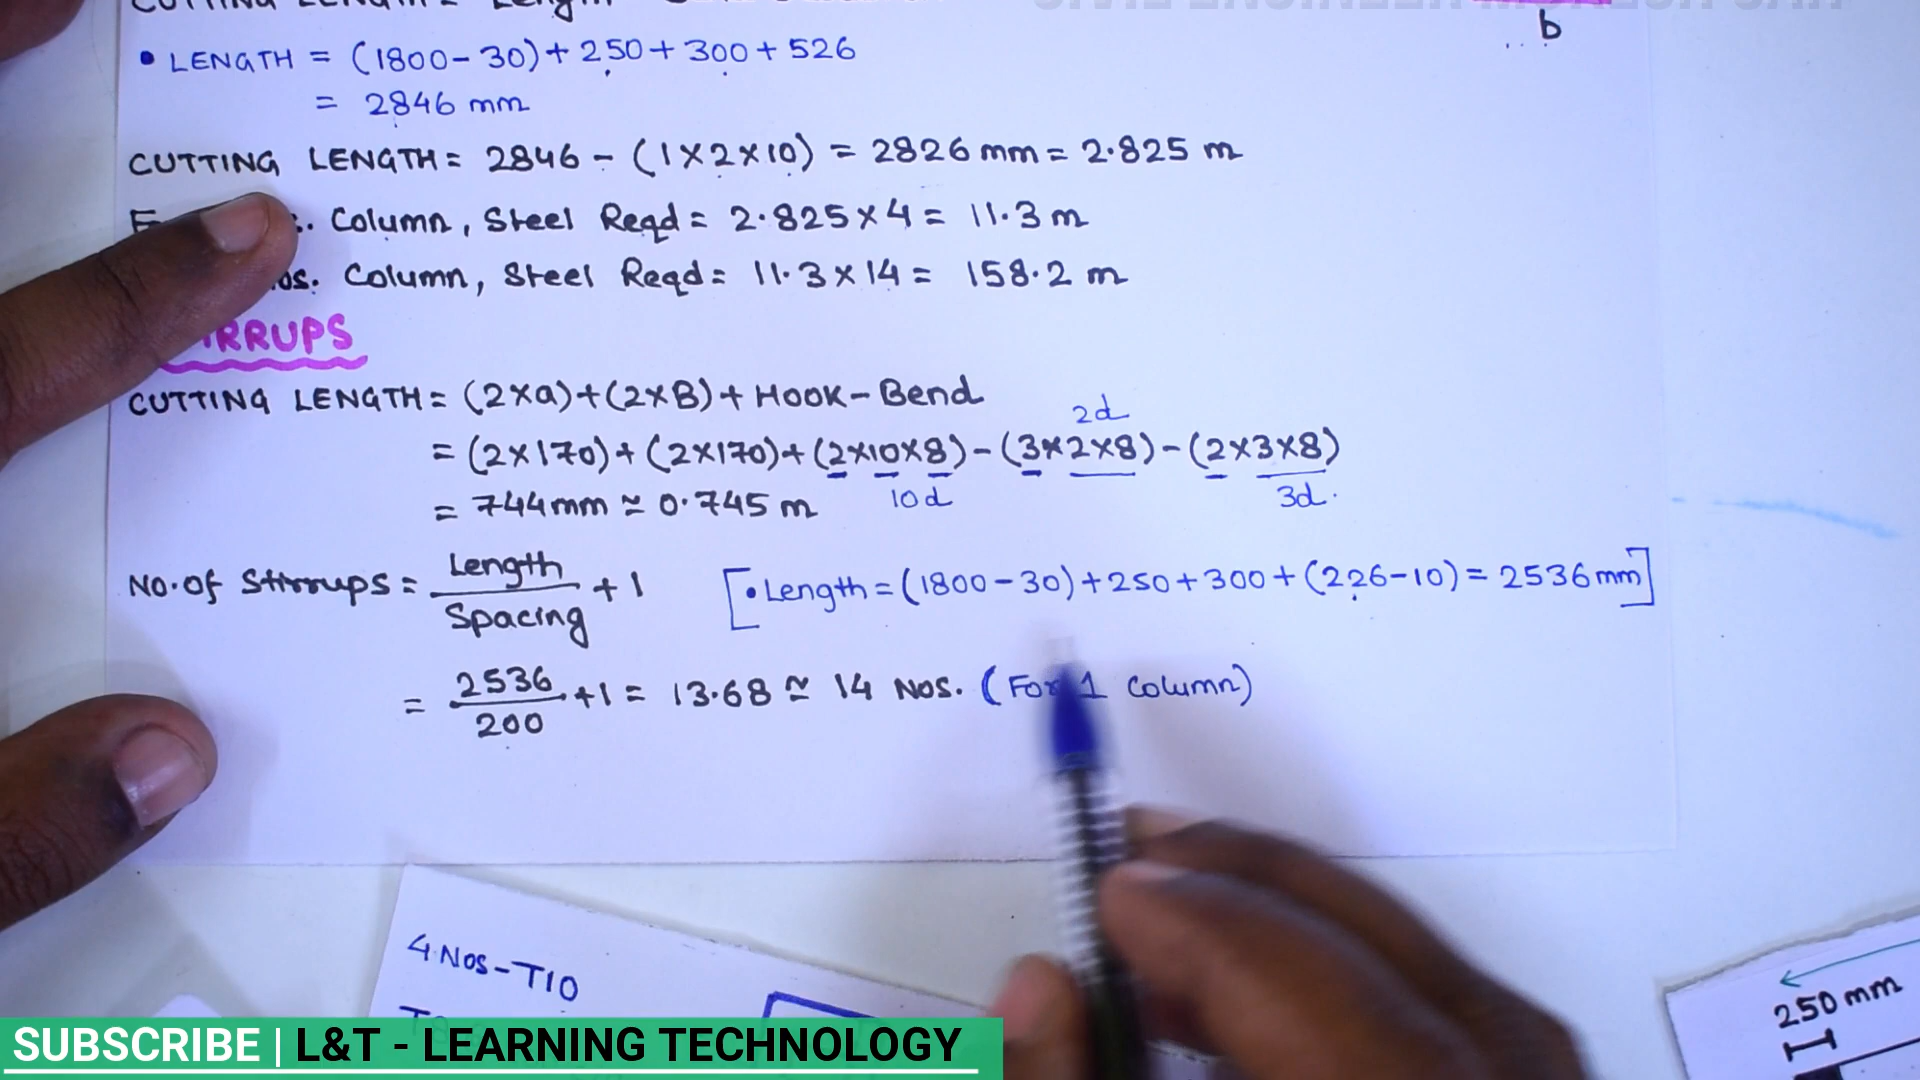 b
• LENGTH = (1800-30)+250+300+526
= 2846 mm
CUTTING LENGTH = 2846 - (1×2×10) = 2826 mm = 2.825 m
Column, Steel Reqd = 2.825×4 = 11.3 m
os. Column, Steel Reqd = 11.3×14 = 158.2 m
IRRUPS
CUTTING LENGTH = (2×a)+(2×B)+HOOK-Bend
2d
= (2×170)+(2×170)+(2×10×8)-(3×2×8)-(2×3×8)
= 744mm ≃ 0.745 m 10d 3d.
No. of Stirrups = Length/Spacing + 1 [• Length = (1800-30)+250+300+(226-10) = 2536 mm]
= 2536/200 +1 = 13.68 ≃ 14 Nos. (For 1 column)
4 Nos-T10
250 mm
SUBSCRIBE | L&T - LEARNING TECHNOLOGY